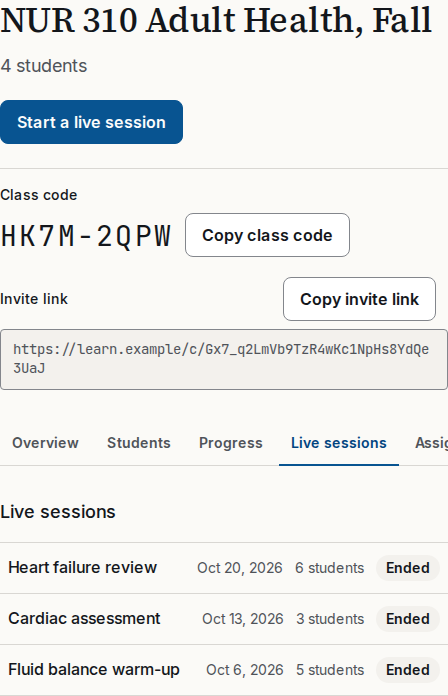 NUR 310 Adult Health, Fall
4 students
Start a live session
Class code
HK7M-2QPW
Copy class code
Invite link
Copy invite link
https://learn.example/c/Gx7_q2LmVb9TzR4wKc1NpHs8YdQe
3UaJ
Overview Students Progress Live sessions
Live sessions
Heart failure review Oct 20, 2026 6 students Ended
Cardiac assessment Oct 13, 2026 3 students Ended
Fluid balance warm-up Oct 6, 2026 5 students Ended